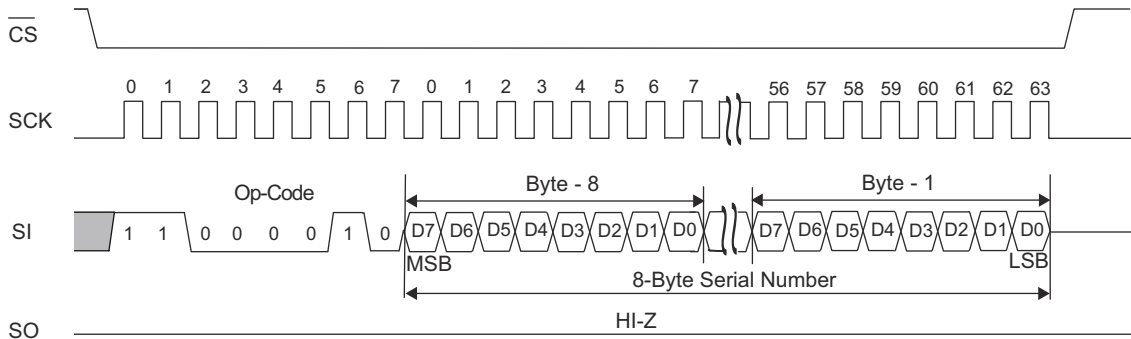 CS
0 1 2 3 4 5 6 7 0 1 2 3 4 5 6 7 56 57 58 59 60 61 62 63
SCK
Op-Code Byte - 8 Byte - 1
SI 1 1 0 0 0 0 1 0 D7 D6 D5 D4 D3 D2 D1 D0 D7 D6 D5 D4 D3 D2 D1 D0
MSB LSB
8-Byte Serial Number
HI-Z
SO